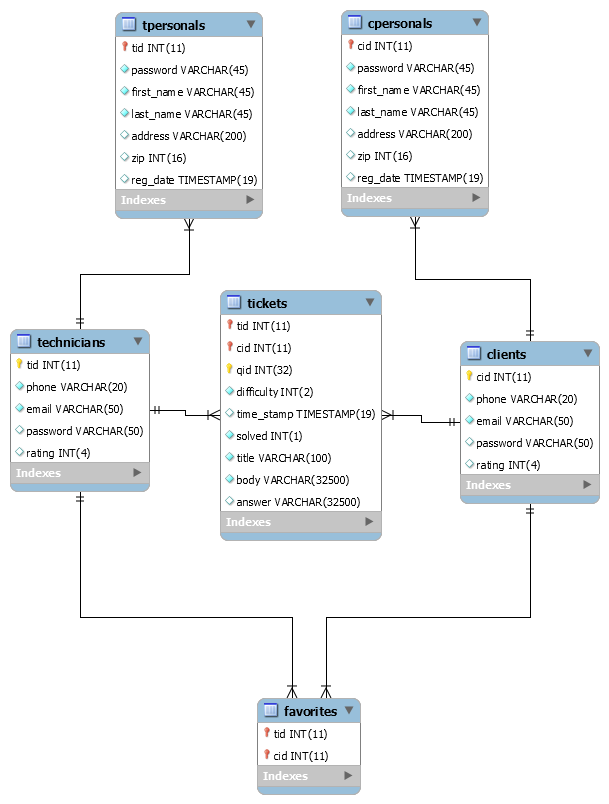 tpersonals
tid INT(11)
password VARCHAR(45)
first_name VARCHAR(45)
last_name VARCHAR(45)
address VARCHAR(200)
zip INT(16)
reg_date TIMESTAMP(19)
Indexes
cpersonals
cid INT(11)
password VARCHAR(45)
first_name VARCHAR(45)
last_name VARCHAR(45)
address VARCHAR(200)
zip INT(16)
reg_date TIMESTAMP(19)
Indexes
technicians
tid INT(11)
phone VARCHAR(20)
email VARCHAR(50)
password VARCHAR(50)
rating INT(4)
Indexes
tickets
tid INT(11)
cid INT(11)
qid INT(32)
difficulty INT(2)
time_stamp TIMESTAMP(19)
solved INT(1)
title VARCHAR(100)
body VARCHAR(32500)
answer VARCHAR(32500)
Indexes
clients
cid INT(11)
phone VARCHAR(20)
email VARCHAR(50)
password VARCHAR(50)
rating INT(4)
Indexes
favorites
tid INT(11)
cid INT(11)
Indexes